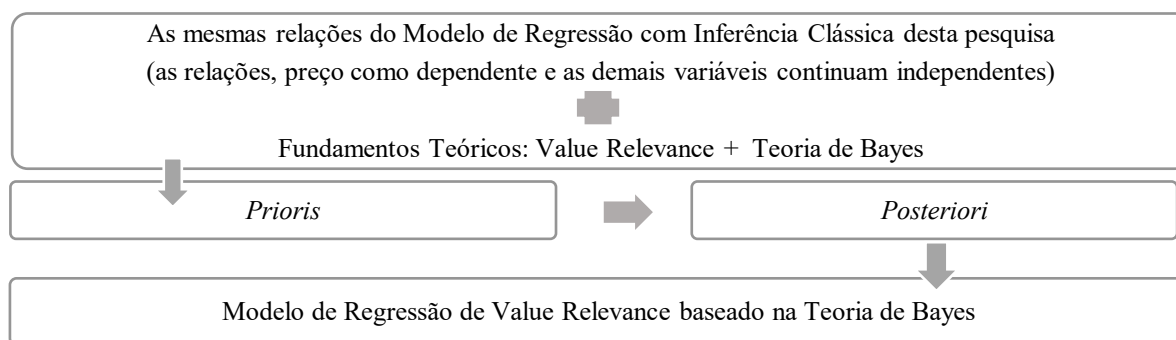 As mesmas relações do Modelo de Regressão com Inferência Clássica desta pesquisa
(as relações, preço como dependente e as demais variáveis continuam independentes)
Fundamentos Teóricos: Value Relevance + Teoria de Bayes
Prioris
Posteriori
Modelo de Regressão de Value Relevance baseado na Teoria de Bayes